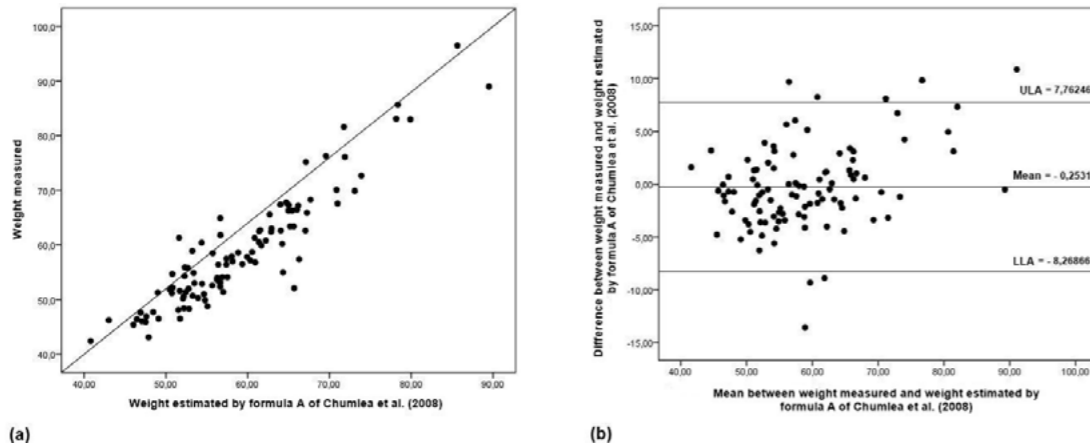 100,0
90,0
80,0
70,0
60,0
50,0
40,0
Weight measured
40,00 50,00 60,00 70,00 80,00 90,00
Weight estimated by formula A of Chumlea et al. (2008)
(a)
15,00
10,00
5,00
0,00
-5,00
-10,00
-15,00
Difference between weight measured and weight estimated
by formula A of Chumlea et al. (2008)
ULA = 7,76246
Mean = - 0,2531
LLA = - 8,26866
40,00 50,00 60,00 70,00 80,00 90,00 100,00
Mean between weight measured and weight estimated by
formula A of Chumlea et al. (2008)
(b)